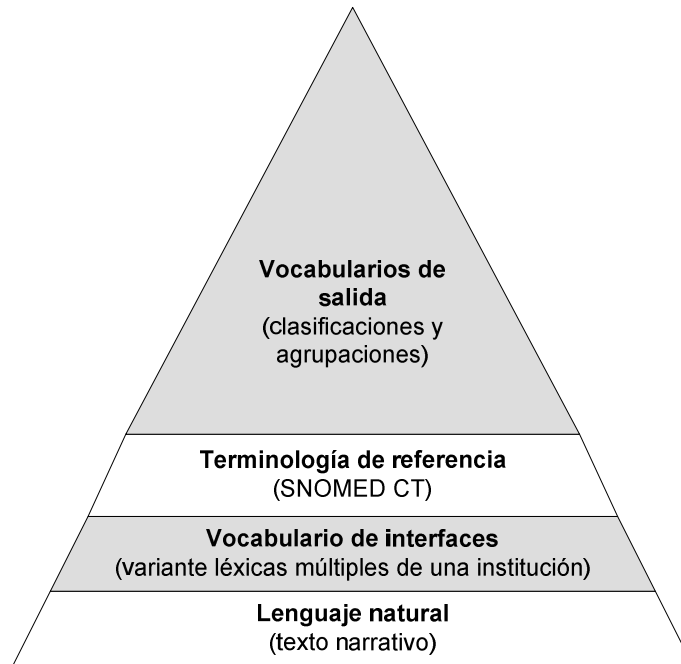 Vocabularios de
salida
(clasificaciones y
agrupaciones)
Terminología de referencia
(SNOMED CT)
Vocabulario de interfaces
(variante léxicas múltiples de una institución)
Lenguaje natural
(texto narrativo)